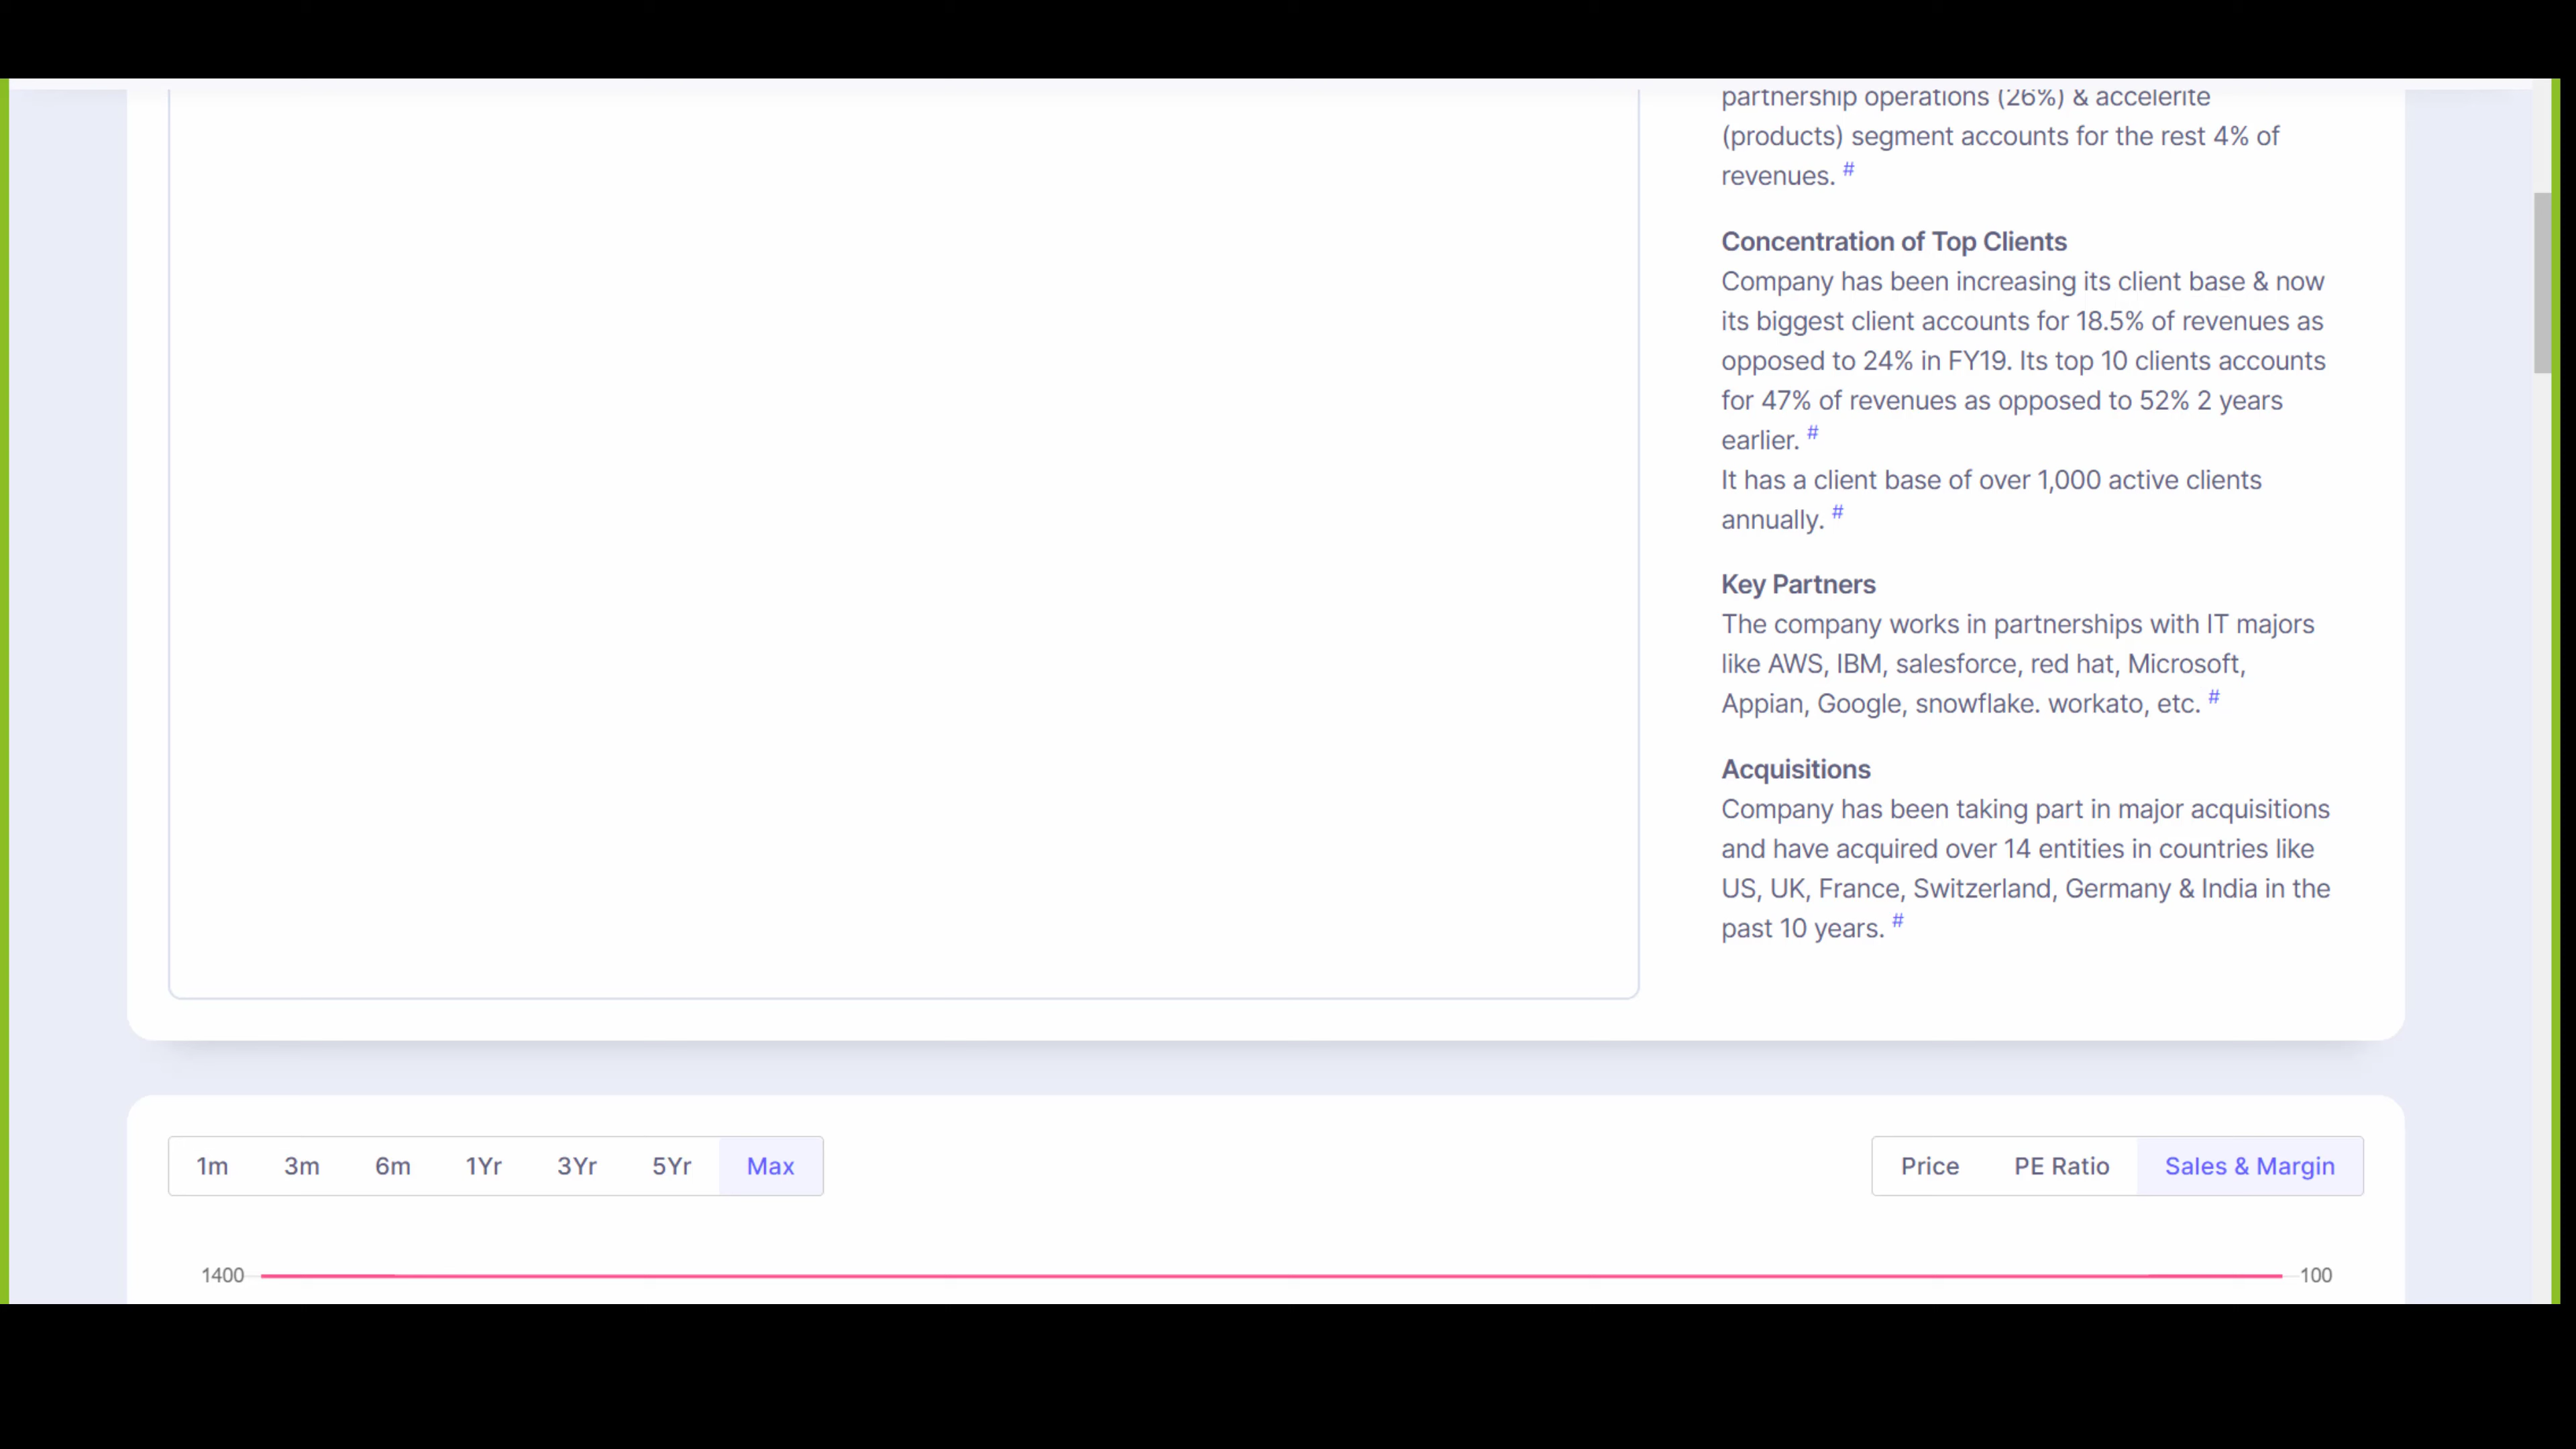 partnership operations (26%) & accelerite
(products) segment accounts for the rest 4% of
revenues. #
Concentration of Top Clients
Company has been increasing its client base & now
its biggest client accounts for 18.5% of revenues as
opposed to 24% in FY19. Its top 10 clients accounts
for 47% of revenues as opposed to 52% 2 years
earlier. #
It has a client base of over 1,000 active clients
annually. #
Key Partners
The company works in partnerships with IT majors
like AWS, IBM, salesforce, red hat, Microsoft,
Appian, Google, snowflake. workato, etc. #
Acquisitions
Company has been taking part in major acquisitions
and have acquired over 14 entities in countries like
US, UK, France, Switzerland, Germany & India in the
past 10 years. #
1m 3m 6m 1Yr 3Yr 5Yr Max Price PE Ratio Sales & Margin
1400 100